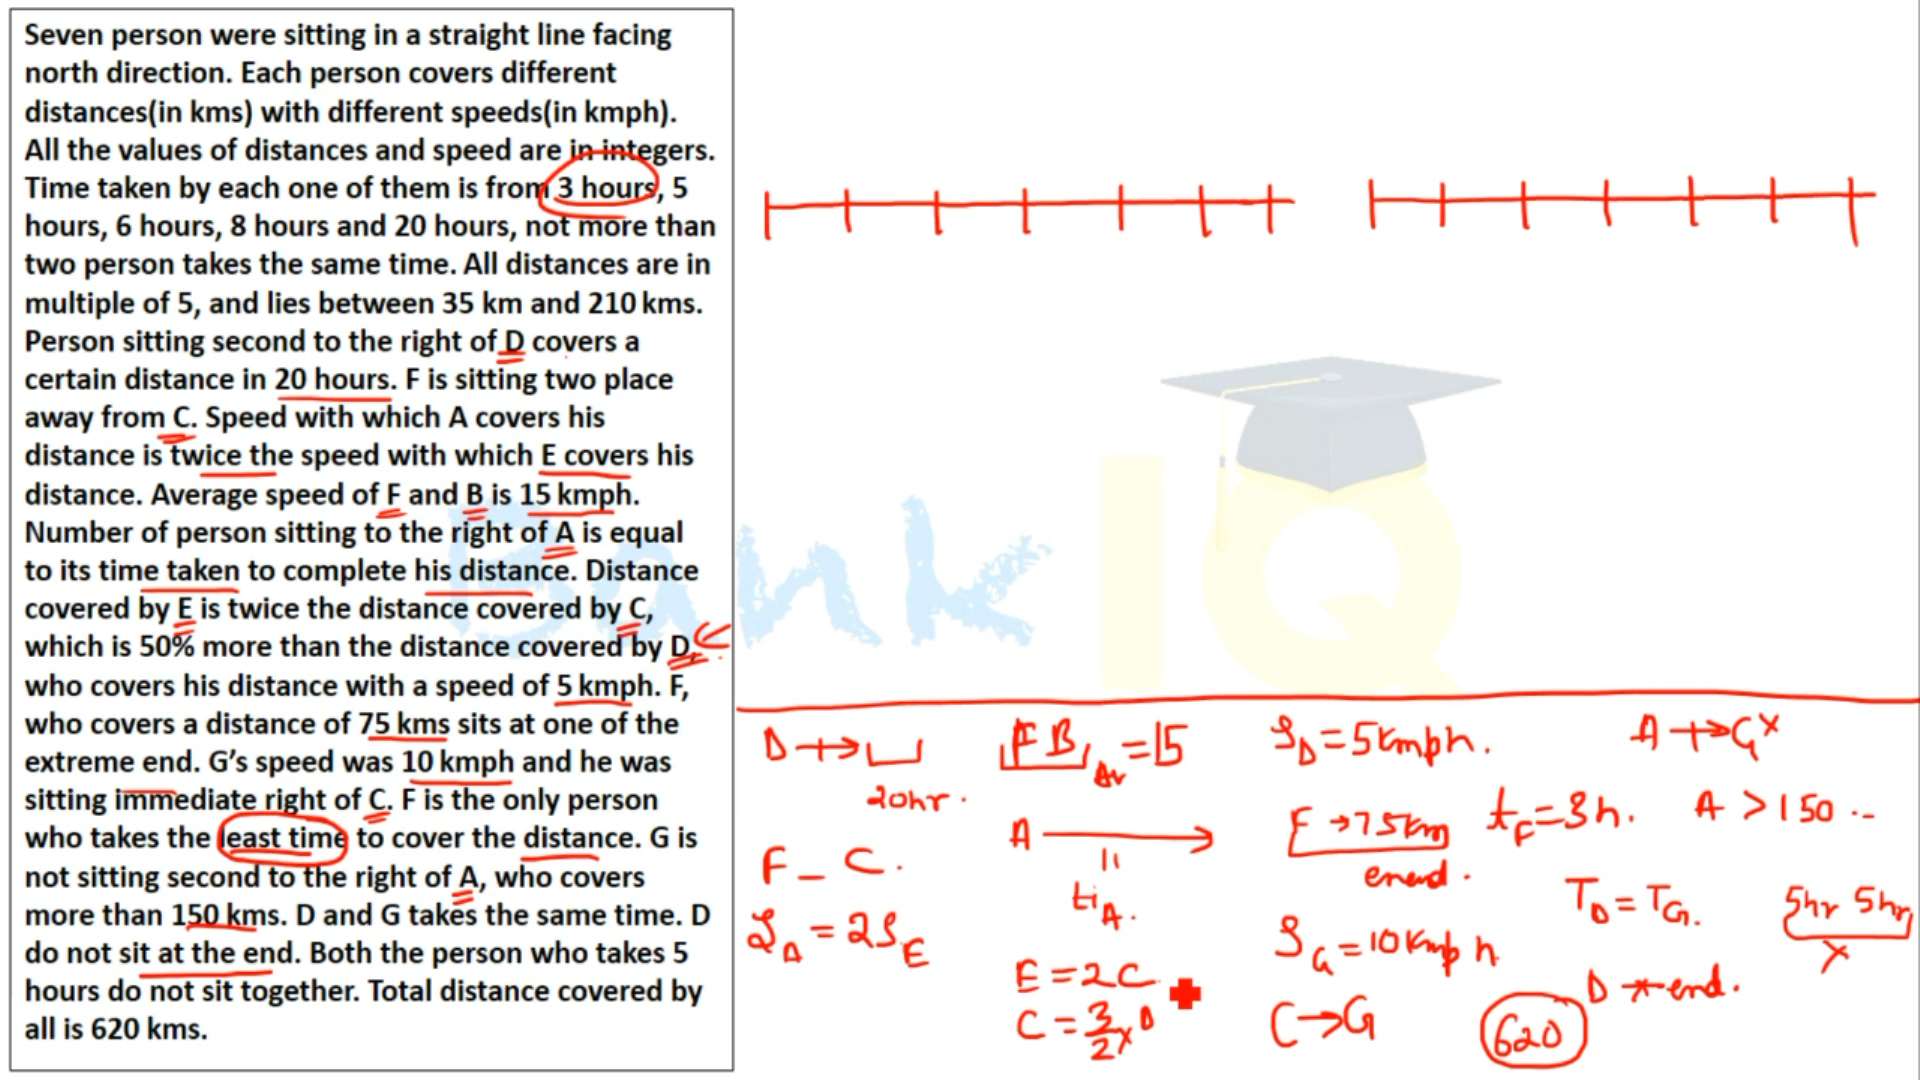 Seven person were sitting in a straight line facing
north direction. Each person covers different
distances(in kms) with different speeds(in kmph).
All the values of distances and speed are in integers.
Time taken by each one of them is from 3 hours, 5
hours, 6 hours, 8 hours and 20 hours, not more than
two person takes the same time. All distances are in
multiple of 5, and lies between 35 km and 210 kms.
Person sitting second to the right of D covers a
certain distance in 20 hours. F is sitting two place
away from C. Speed with which A covers his
distance is twice the speed with which E covers his
distance. Average speed of F and B is 15 kmph.
Number of person sitting to the right of A is equal
to its time taken to complete his distance. Distance
covered by E is twice the distance covered by C,
which is 50% more than the distance covered by D,
who covers his distance with a speed of 5 kmph. F,
who covers a distance of 75 kms sits at one of the
extreme end. G’s speed was 10 kmph and he was
sitting immediate right of C. F is the only person
who takes the least time to cover the distance. G is
not sitting second to the right of A, who covers
more than 150 kms. D and G takes the same time. D
do not sit at the end. Both the person who takes 5
hours do not sit together. Total distance covered by
all is 620 kms.
Bank IQ
D
20hr.
F B Av = 15
S D = 5 kmph.
A G x
F _ C.
A
t A.
F → 75 km
end.
t F = 3h.
A > 150 --
S A = 2 S E
E = 2C
C = 3/2 x D
S G = 10 kmph
C → G
T D = T G.
5hr 5hr
x
D end.
620